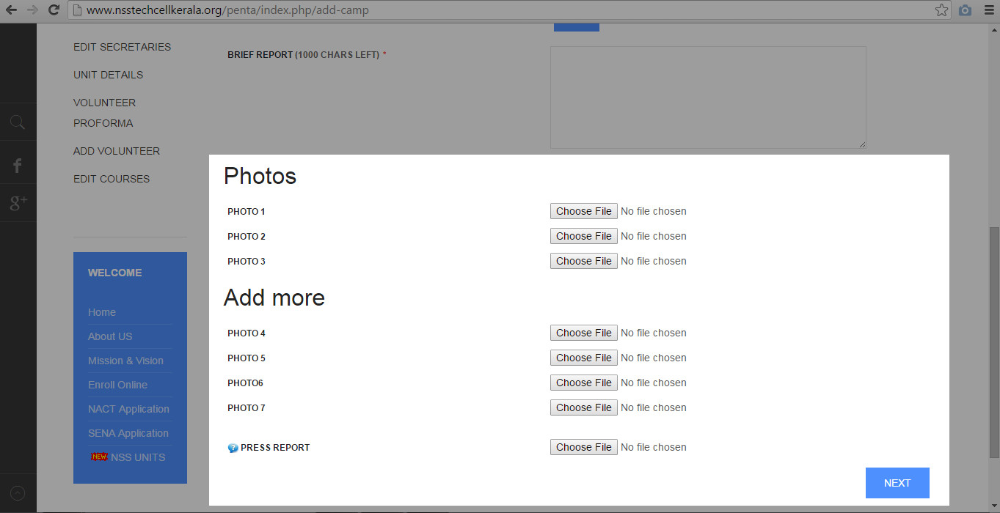 www.nsstechcellkerala.org/penta/index.php/add-camp
EDIT SECRETARIES
UNIT DETAILS
VOLUNTEER
PROFORMA
ADD VOLUNTEER
EDIT COURSES
f
g+
WELCOME
Home
About US
Mission & Vision
Enroll Online
NACT Application
SENA Application
NEW NSS UNITS
BRIEF REPORT (1000 CHARS LEFT) *
Photos
PHOTO 1 Choose File No file chosen
PHOTO 2 Choose File No file chosen
PHOTO 3 Choose File No file chosen
Add more
PHOTO 4 Choose File No file chosen
PHOTO 5 Choose File No file chosen
PHOTO6 Choose File No file chosen
PHOTO 7 Choose File No file chosen
? PRESS REPORT Choose File No file chosen
NEXT